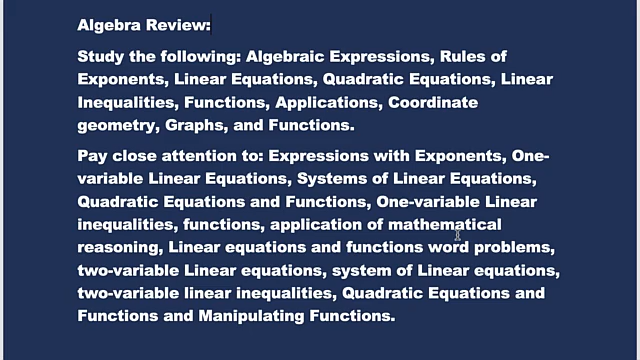 Algebra Review:
Study the following: Algebraic Expressions, Rules of
Exponents, Linear Equations, Quadratic Equations, Linear
Inequalities, Functions, Applications, Coordinate
geometry, Graphs, and Functions.
Pay close attention to: Expressions with Exponents, One-
variable Linear Equations, Systems of Linear Equations,
Quadratic Equations and Functions, One-variable Linear
inequalities, functions, application of mathematical
reasoning, Linear equations and functions word problems,
two-variable Linear equations, system of Linear equations,
two-variable linear inequalities, Quadratic Equations and
Functions and Manipulating Functions.